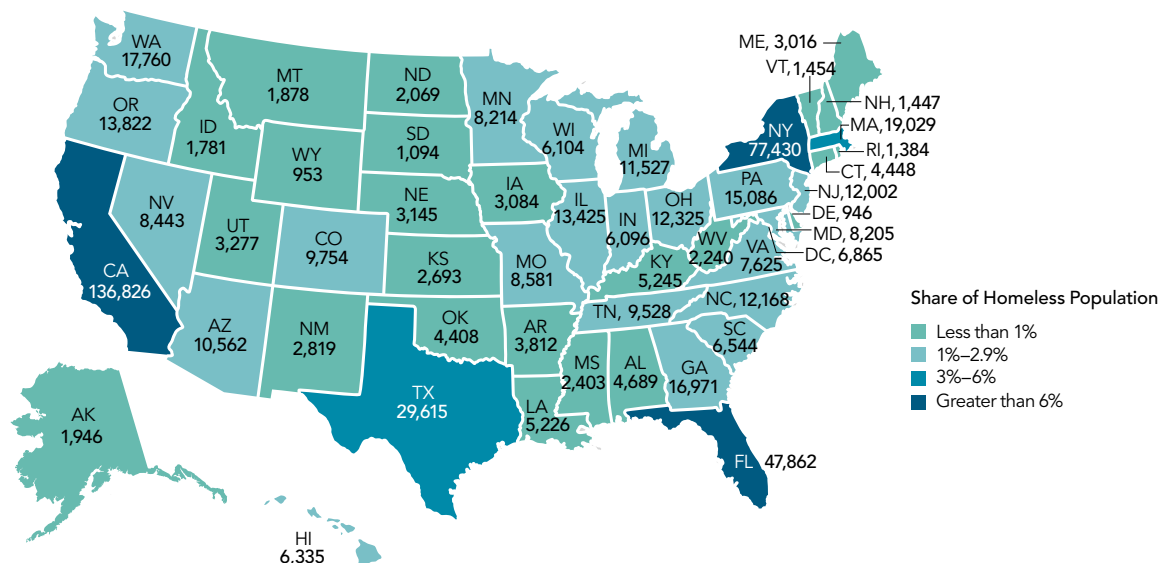 WA
17,760
OR
13,822
CA
136,826
NV
8,443
ID
1,781
MT
1,878
WY
953
UT
3,277
AZ
10,562
CO
9,754
NM
2,819
ND
2,069
SD
1,094
NE
3,145
KS
2,693
OK
4,408
TX
29,615
MN
8,214
IA
3,084
MO
8,581
AR
3,812
LA
5,226
WI
6,104
IL
13,425
MI
11,527
IN
6,096
OH
12,325
KY
5,245
TN, 9,528
MS
2,403
AL
4,689
GA
16,971
FL 47,862
SC
6,544
NC, 12,168
VA
7,625
WV
2,240
PA
15,086
NY
77,430
ME, 3,016
VT, 1,454
NH, 1,447
MA, 19,029
RI, 1,384
CT, 4,448
NJ, 12,002
DE, 946
MD, 8,205
DC, 6,865
AK
1,946
HI
6,335
Share of Homeless Population
Less than 1%
1%–2.9%
3%–6%
Greater than 6%